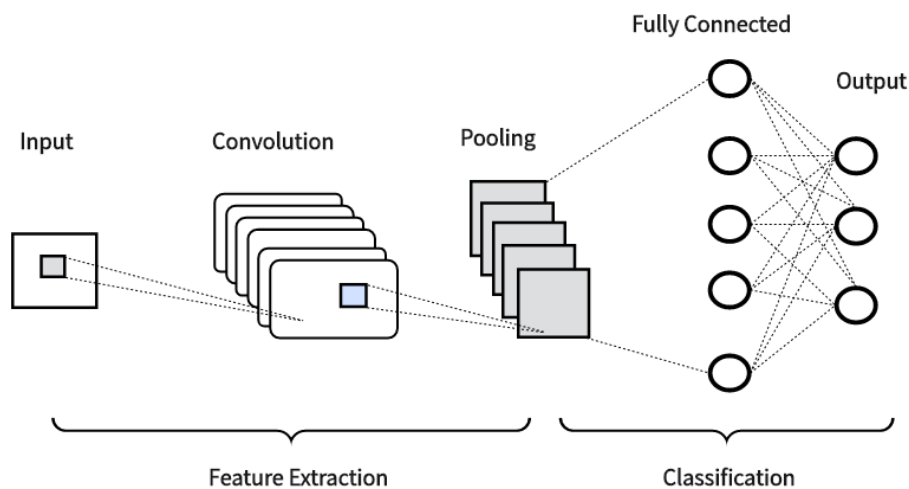 Fully Connected
Output
Input
Convolution
Pooling
Feature Extraction
Classification